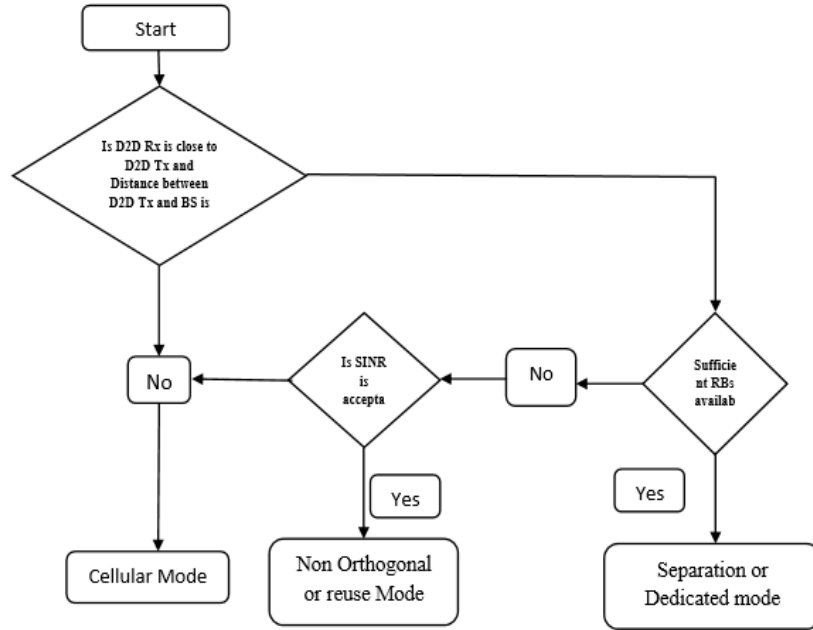 Start
Is D2D Rx is close to
D2D Tx and
Distance between
D2D Tx and BS is
No
Is SINR
is
accepta
No
Sufficie
nt RBs
availab
Yes
Yes
Cellular Mode
Non Orthogonal
or reuse Mode
Separation or
Dedicated mode